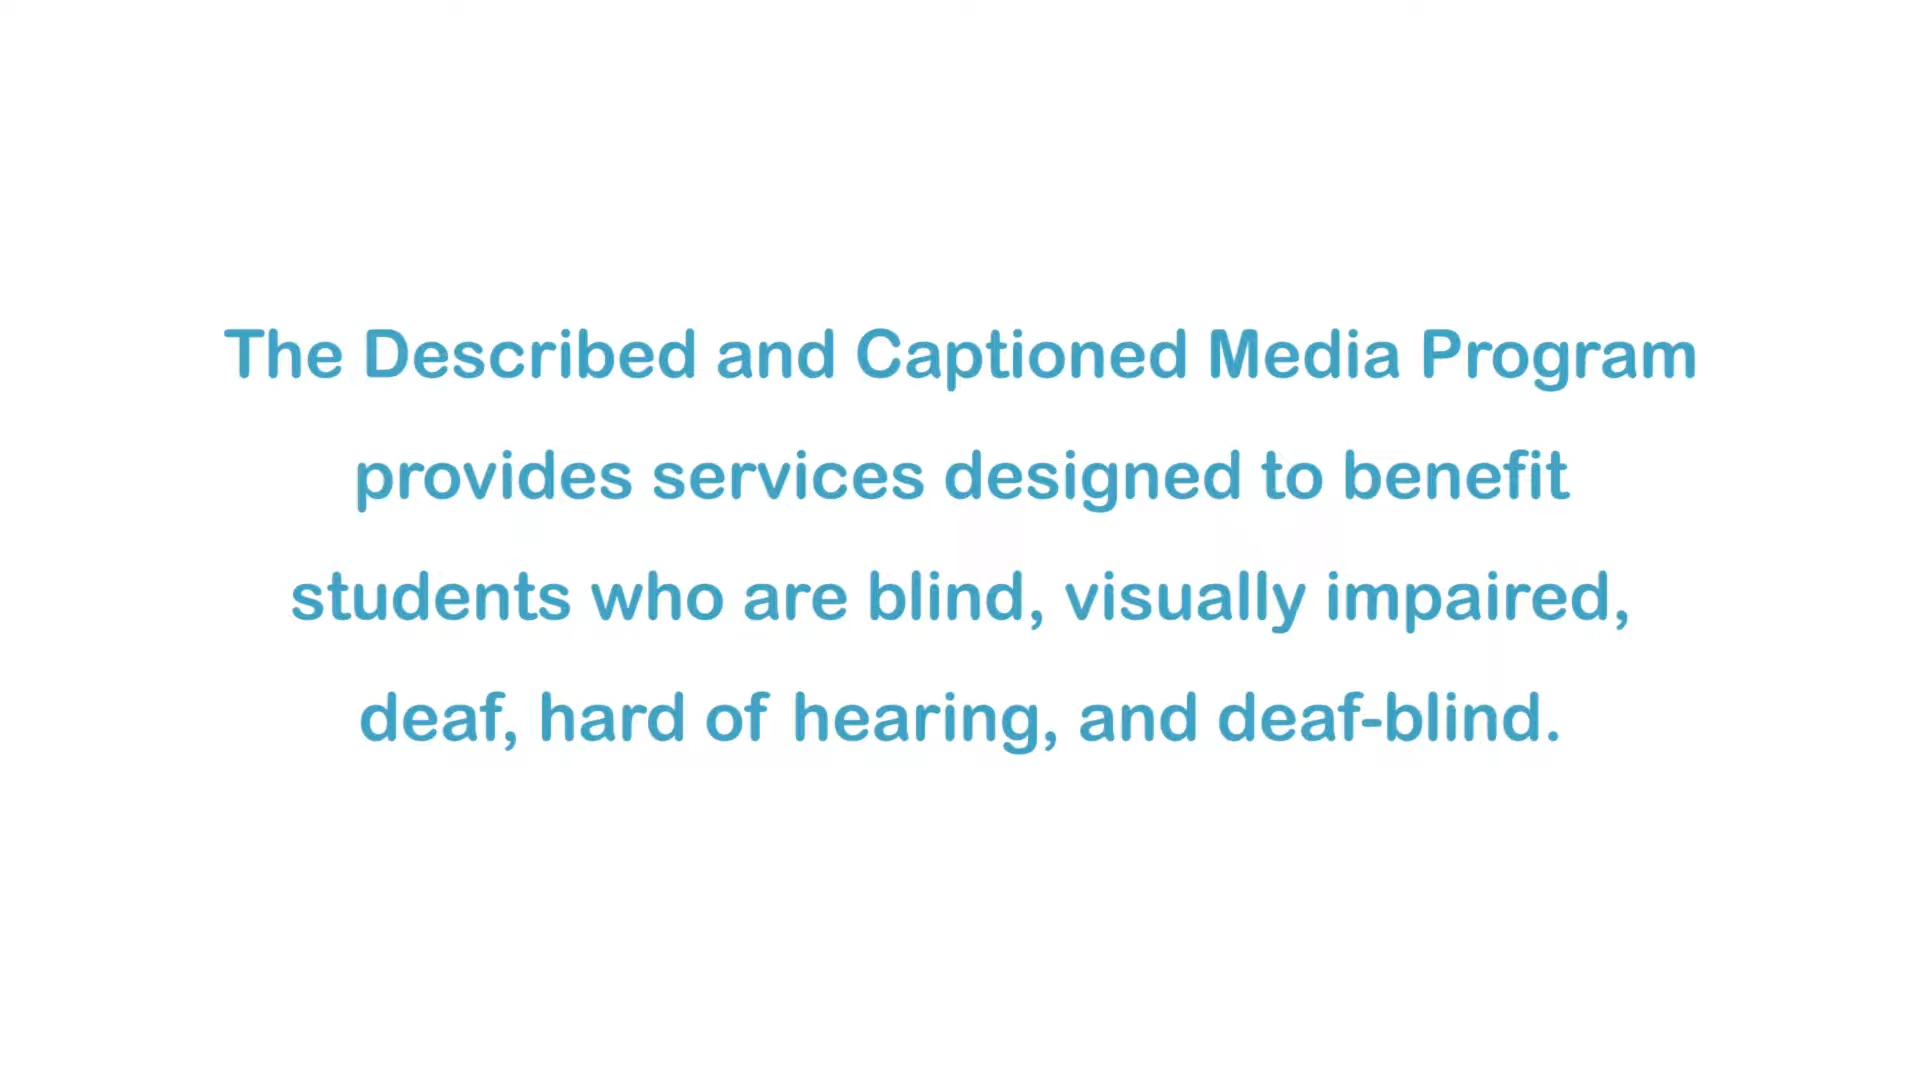 The Described and Captioned Media Program
provides services designed to benefit
students who are blind, visually impaired,
deaf, hard of hearing, and deaf-blind.